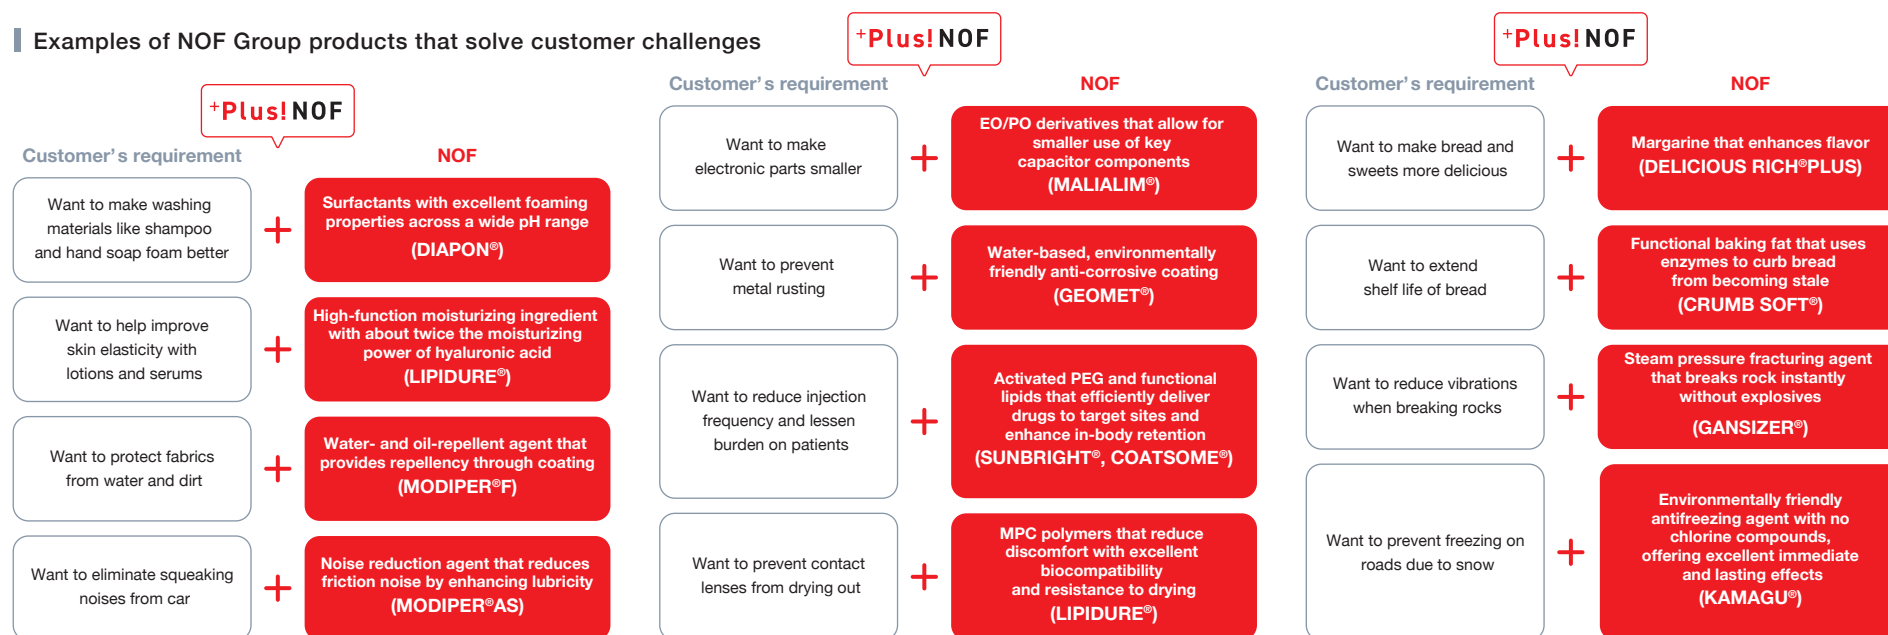 Examples of NOF Group products that solve customer challenges
+Plus! NOF
Customer's requirement
NOF
Want to make washing
materials like shampoo
and hand soap foam better
+
Surfactants with excellent foaming
properties across a wide pH range
(DIAPON®)
Want to help improve
skin elasticity with
lotions and serums
+
High-function moisturizing ingredient
with about twice the moisturizing
power of hyaluronic acid
(LIPIDURE®)
Want to protect fabrics
from water and dirt
+
Water- and oil-repellent agent that
provides repellency through coating
(MODIPER®F)
Want to eliminate squeaking
noises from car
+
Noise reduction agent that reduces
friction noise by enhancing lubricity
(MODIPER®AS)
+Plus! NOF
Customer's requirement
NOF
Want to make
electronic parts smaller
+
EO/PO derivatives that allow for
smaller use of key
capacitor components
(MALIALIM®)
Want to prevent
metal rusting
+
Water-based, environmentally
friendly anti-corrosive coating
(GEOMET®)
Want to reduce injection
frequency and lessen
burden on patients
+
Activated PEG and functional
lipids that efficiently deliver
drugs to target sites and
enhance in-body retention
(SUNBRIGHT®, COATSOME®)
Want to prevent contact
lenses from drying out
+
MPC polymers that reduce
discomfort with excellent
biocompatibility
and resistance to drying
(LIPIDURE®)
+Plus! NOF
Customer's requirement
NOF
Want to make bread and
sweets more delicious
+
Margarine that enhances flavor
(DELICIOUS RICH®PLUS)
Want to extend
shelf life of bread
+
Functional baking fat that uses
enzymes to curb bread
from becoming stale
(CRUMB SOFT®)
Want to reduce vibrations
when breaking rocks
+
Steam pressure fracturing agent
that breaks rock instantly
without explosives
(GANSIZER®)
Want to prevent freezing on
roads due to snow
+
Environmentally friendly
antifreezing agent with no
chlorine compounds,
offering excellent immediate
and lasting effects
(KAMAGU®)